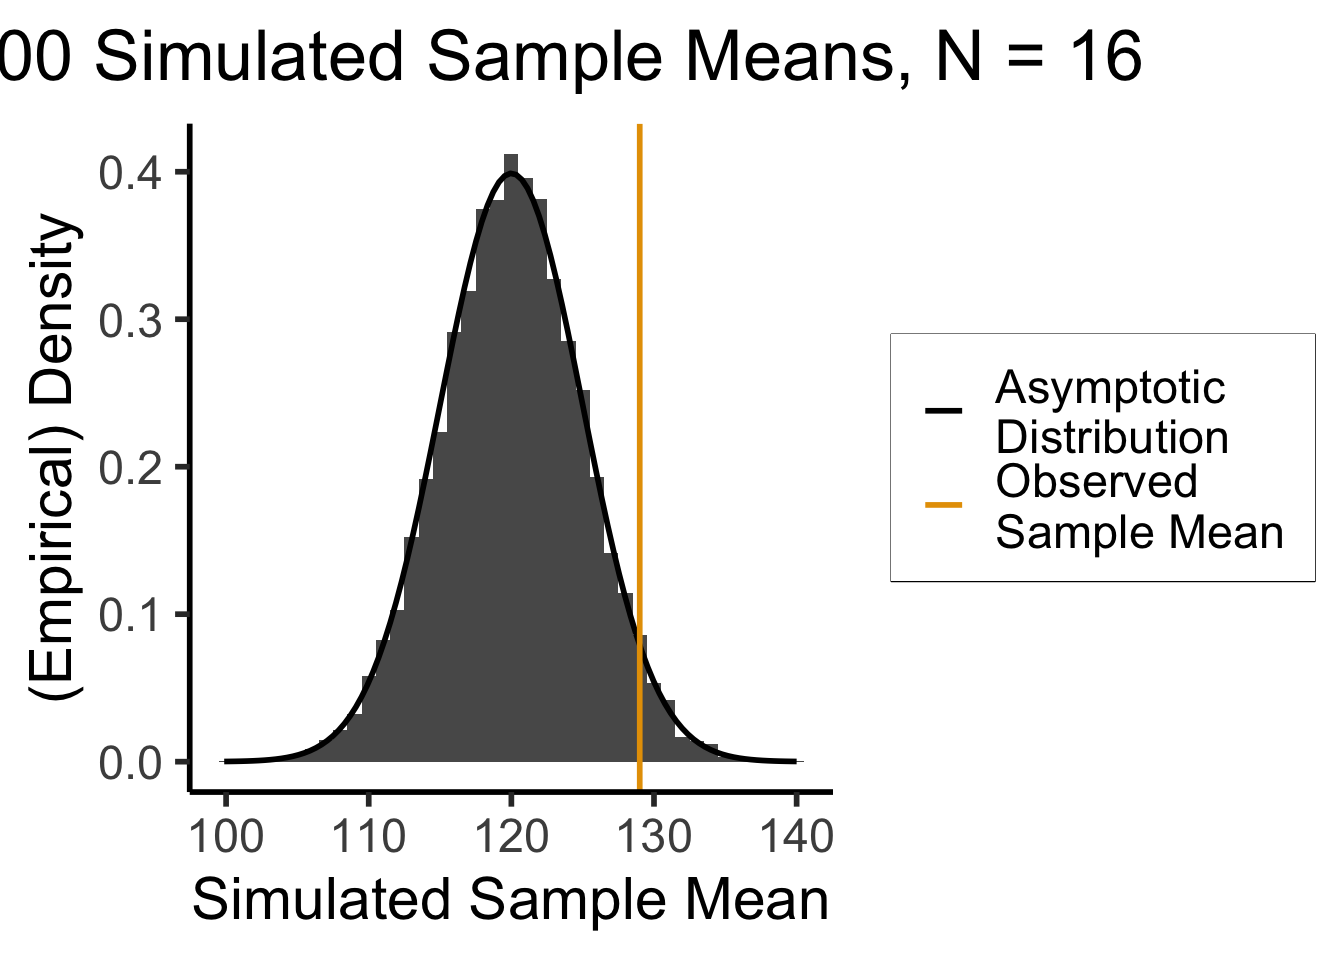 00 Simulated Sample Means, N = 16
(Empirical) Density
0.4
0.3
0.2
0.1
0.0
100 110 120 130 140
Simulated Sample Mean
Asymptotic
Distribution
Observed
Sample Mean